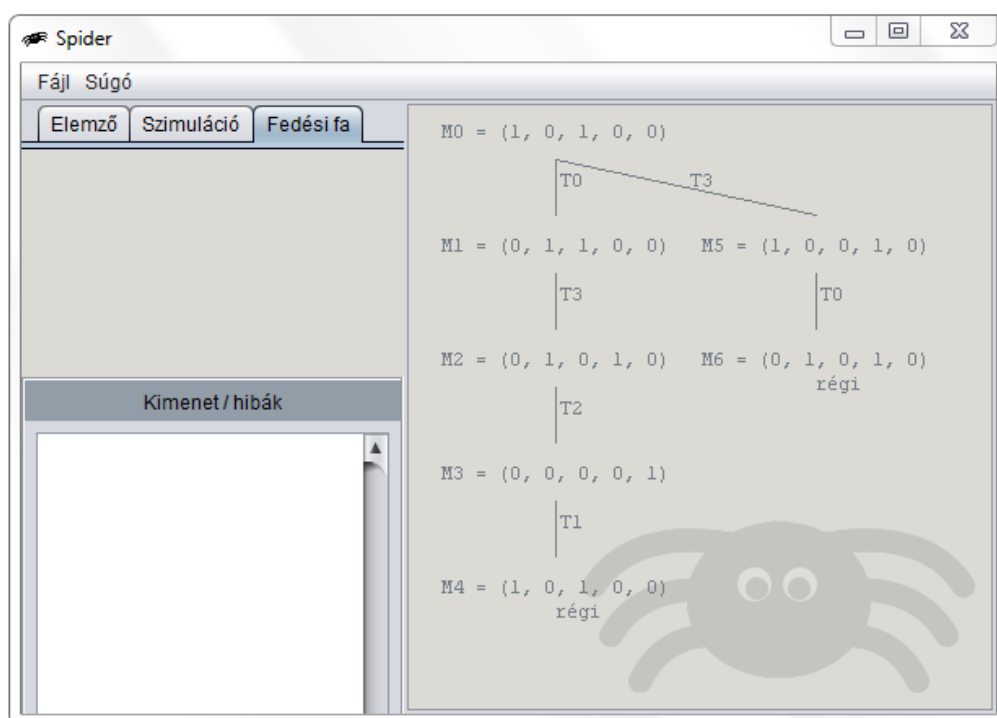 Spider
Fájl Súgó
Elemző Szimuláció Fedési fa
M0 = (1, 0, 1, 0, 0)
T0 T3
M1 = (0, 1, 1, 0, 0) M5 = (1, 0, 0, 1, 0)
T3 T0
M2 = (0, 1, 0, 1, 0) M6 = (0, 1, 0, 1, 0)
régi
T2
M3 = (0, 0, 0, 0, 1)
T1
M4 = (1, 0, 1, 0, 0)
régi
Kimenet / hibák